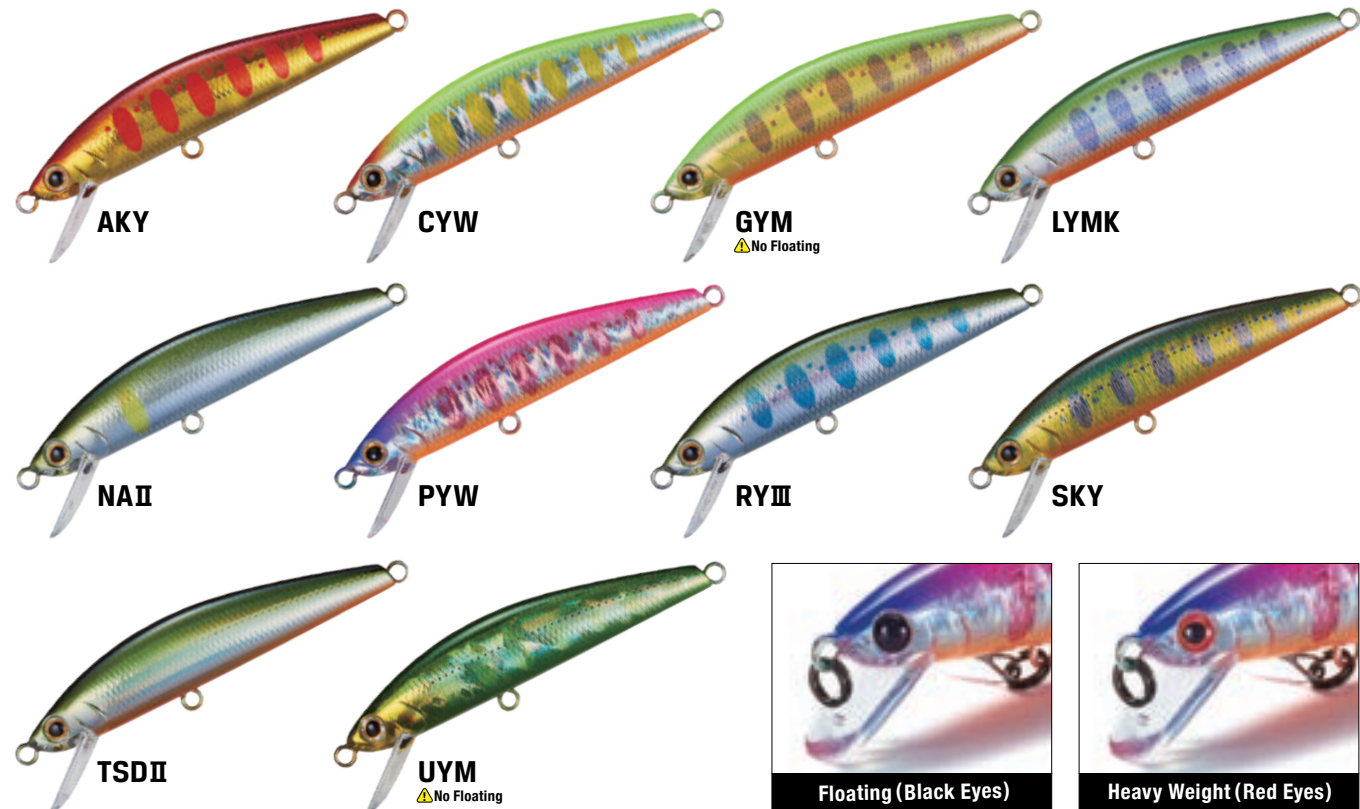 AKY
CYW
GYM
No Floating
LYMK
NAⅡ
PYW
RYⅢ
SKY
TSDⅡ
UYM
No Floating
Floating (Black Eyes)
Heavy Weight (Red Eyes)